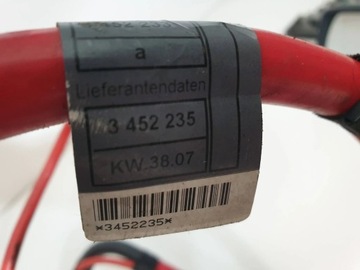 a
Lieferantendaten
3 452 235
KW.38.07
*3452235*